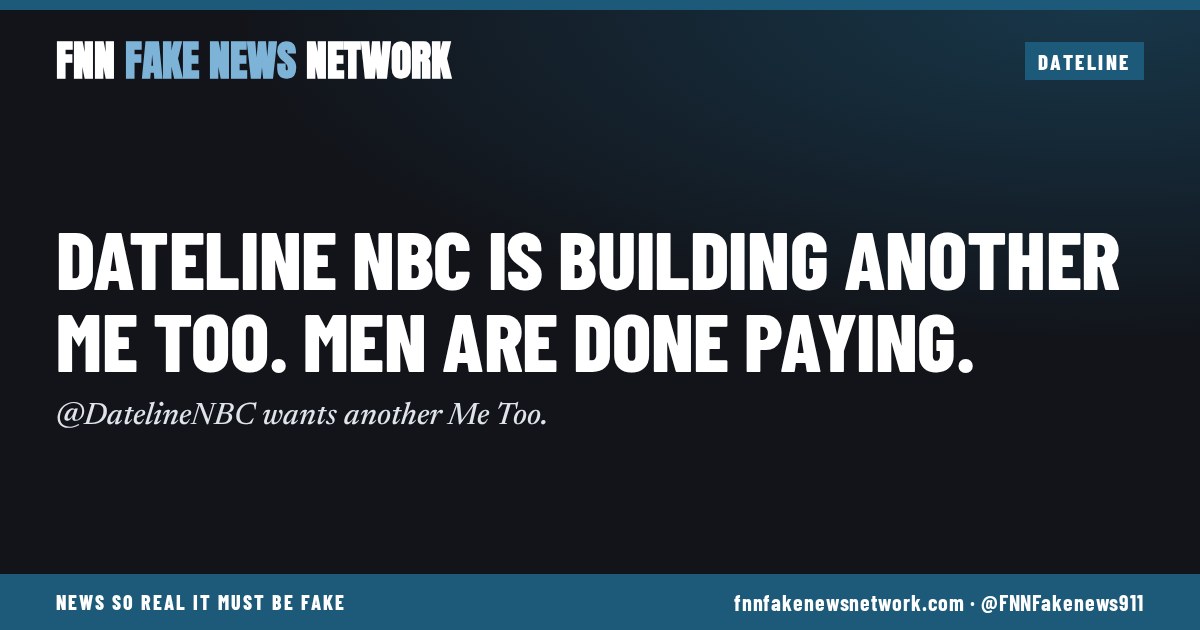 FNN FAKE NEWS NETWORK
DATELINE
DATELINE NBC IS BUILDING ANOTHER
ME TOO. MEN ARE DONE PAYING.
@DatelineNBC wants another Me Too.
NEWS SO REAL IT MUST BE FAKE
fnnfakenewsnetwork.com · @FNNFakenews911